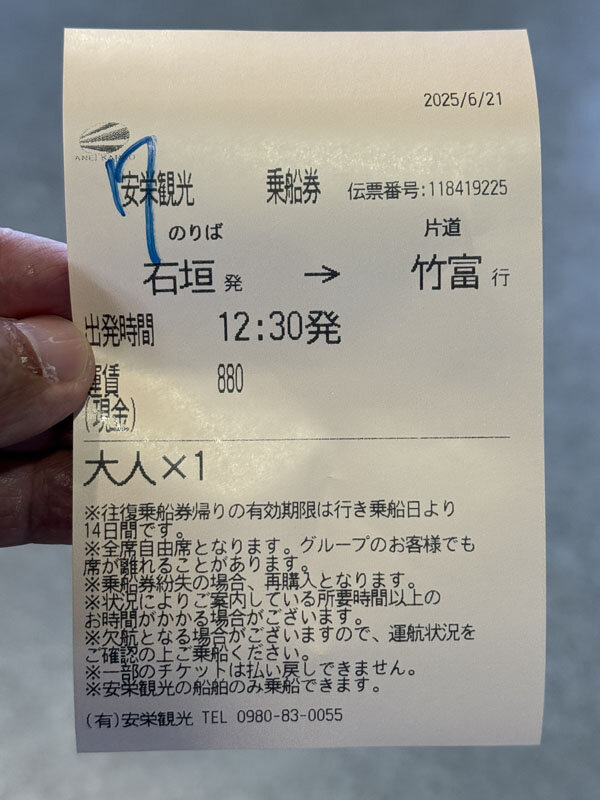 2025/6/21
ANEI KANKO
7
安栄観光 乗船券 伝票番号:118419225
のりば 片道
石垣 発 → 竹富 行
出発時間 12:30発
運賃 880
(現金)
大人×1
※往復乗船券帰りの有効期限は行き乗船日より
14日間です。
※全席自由席となります。グループのお客様でも
席が離れることがあります。
※乗船券紛失の場合、再購入となります。
※状況によりご案内している所要時間以上の
お時間がかかる場合がございます。
※欠航となる場合がございますので、運航状況を
ご確認の上ご乗船ください。
※一部のチケットは払い戻しできません。
※安栄観光の船舶のみ乗船できます。
(有)安栄観光 TEL 0980-83-0055